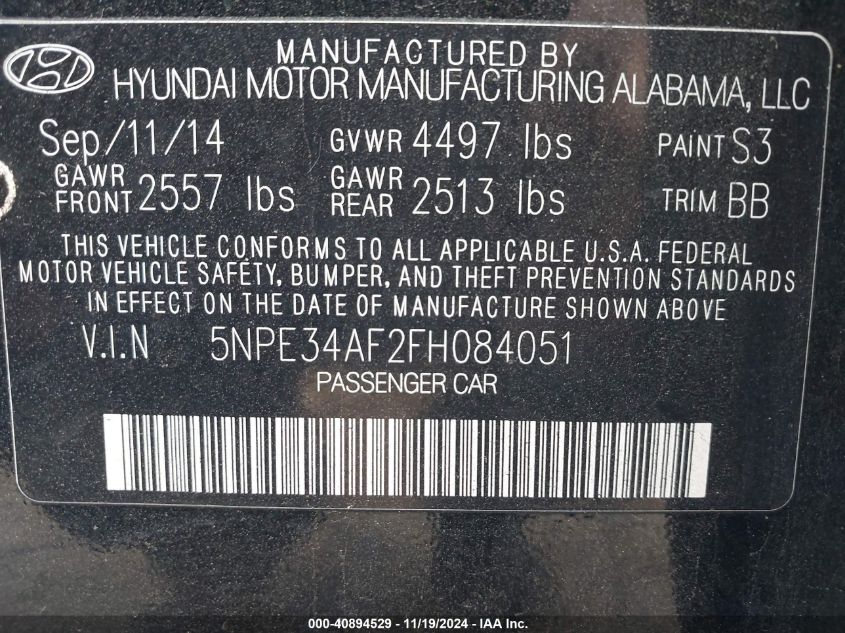 MANUFACTURED BY
HYUNDAI MOTOR MANUFACTURING ALABAMA, LLC
Sep/11/14 GVWR 4497 lbs PAINT S3
GAWR FRONT 2557 lbs GAWR REAR 2513 lbs TRIM BB
THIS VEHICLE CONFORMS TO ALL APPLICABLE U.S.A. FEDERAL
MOTOR VEHICLE SAFETY, BUMPER, AND THEFT PREVENTION STANDARDS
IN EFFECT ON THE DATE OF MANUFACTURE SHOWN ABOVE
V.I.N 5NPE34AF2FH084051
PASSENGER CAR
000-40894529 - 11/19/2024 - IAA Inc.